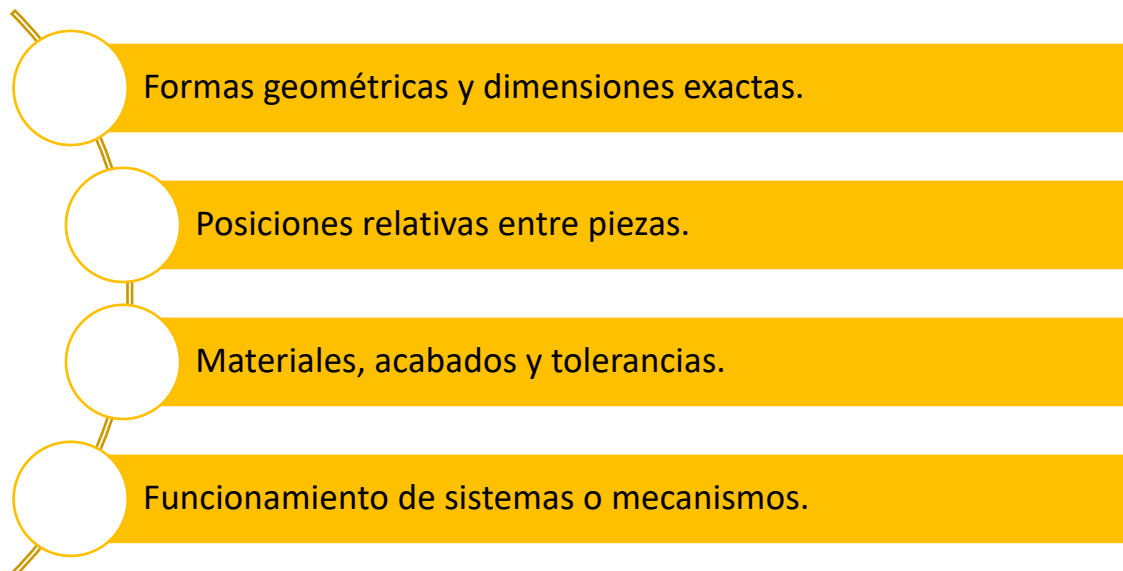 Formas geométricas y dimensiones exactas.
Posiciones relativas entre piezas.
Materiales, acabados y tolerancias.
Funcionamiento de sistemas o mecanismos.